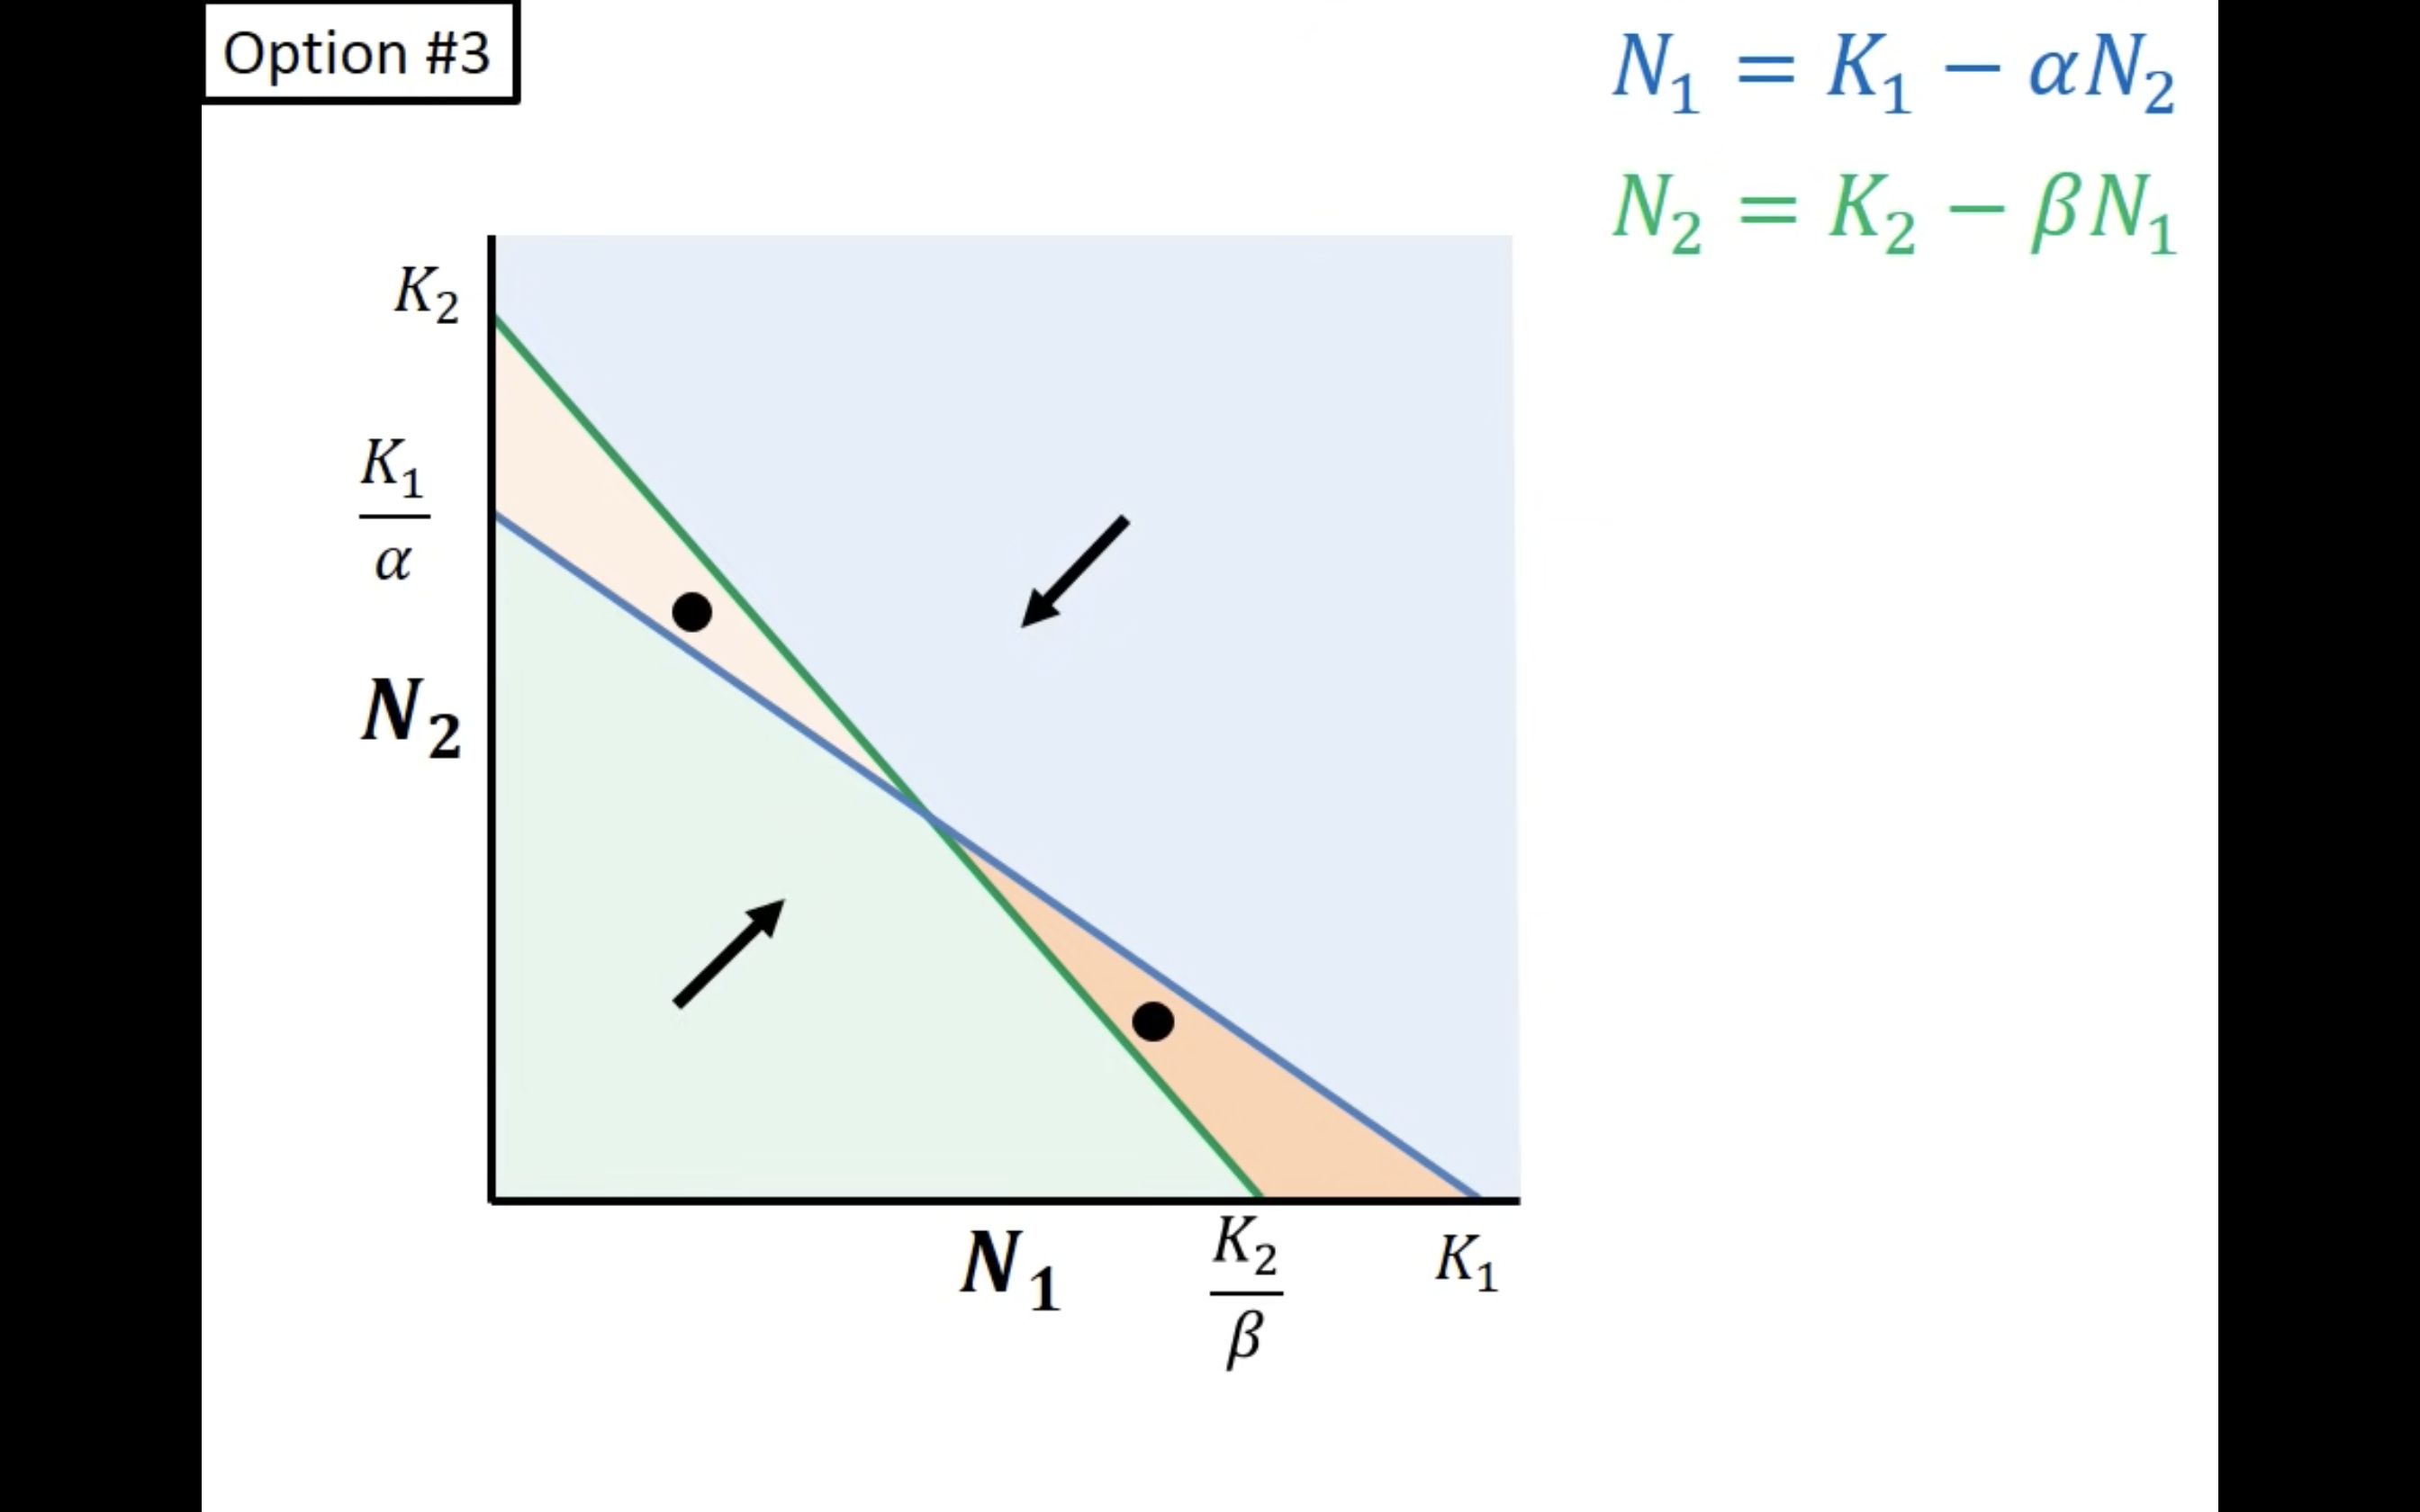 Option #3
N₁ = K₁ − αN₂
N₂ = K₂ − βN₁
K₂
K₁
α
N₂
N₁
K₂
β
K₁